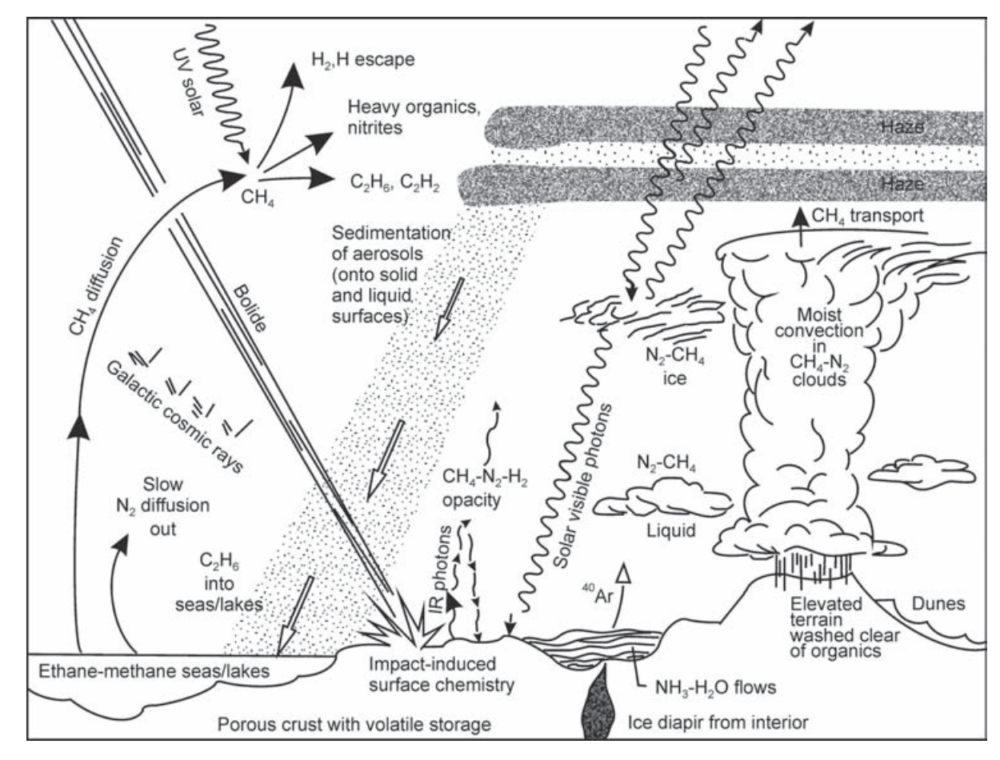 UV solar
H₂,H escape
Heavy organics,
nitrites
C₂H₆, C₂H₂
CH₄
Haze
Haze
CH₄ transport
CH₄ diffusion
Bolide
Sedimentation
of aerosols
(onto solid
and liquid
surfaces)
Galactic cosmic rays
Moist
convection
in
CH₄-N₂
clouds
N₂-CH₄
ice
Slow
N₂ diffusion
out
CH₄-N₂-H₂
opacity
Solar visible photons
N₂-CH₄
Liquid
C₂H₆
into
seas/lakes
IR photons
⁴⁰Ar
Elevated
terrain
washed clear
of organics
Dunes
Ethane-methane seas/lakes
Impact-induced
surface chemistry
NH₃-H₂O flows
Porous crust with volatile storage
Ice diapir from interior